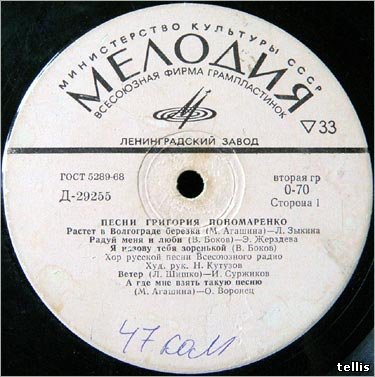 МИНИСТЕРСТВО КУЛЬТУРЫ СССР
МЕЛОДИЯ
ВСЕСОЮЗНАЯ ФИРМА ГРАМПЛАСТИНОК
▽33
ЛЕНИНГРАДСКИЙ ЗАВОД
ГОСТ 5289-68
Д-29255
вторая гр
0-70
Сторона 1
ПЕСНИ ГРИГОРИЯ ПОНОМАРЕНКО
Растет в Волгограде березка (М. Агашина)—Л. Зыкина
Радуй меня и люби (В. Боков)—Э. Жерздева
Я назову тебя зоренькой (В. Боков)
Хор русской песни Всесоюзного радио
Худ. рук. Н. Кутузов
Ветер (Л. Шишко)—И. Суржиков
А где мне взять такую песню
(М. Агашина)—О. Воронец
47 кол
tellis